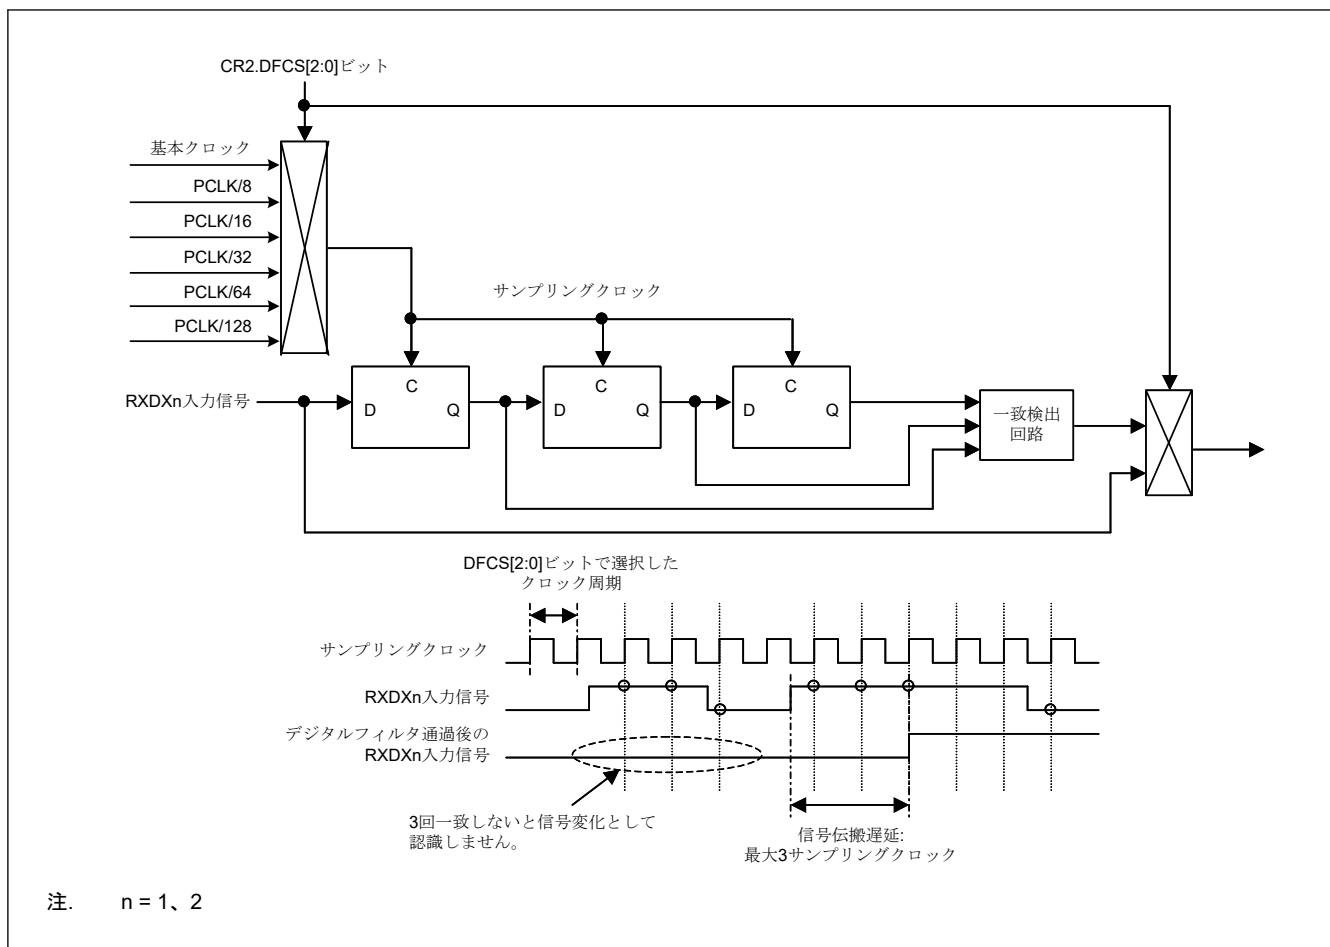 CR2.DFCS[2:0]ビット
基本クロック
PCLK/8
PCLK/16
PCLK/32
PCLK/64
PCLK/128
サンプリングクロック
RXDXn入力信号
C
D
Q
C
D
Q
C
D
Q
一致検出
回路
DFCS[2:0]ビットで選択した
クロック周期
サンプリングクロック
RXDXn入力信号
デジタルフィルタ通過後の
RXDXn入力信号
3回一致しないと信号変化として
認識しません。
信号伝搬遅延:
最大3サンプリングクロック
注. n = 1、2